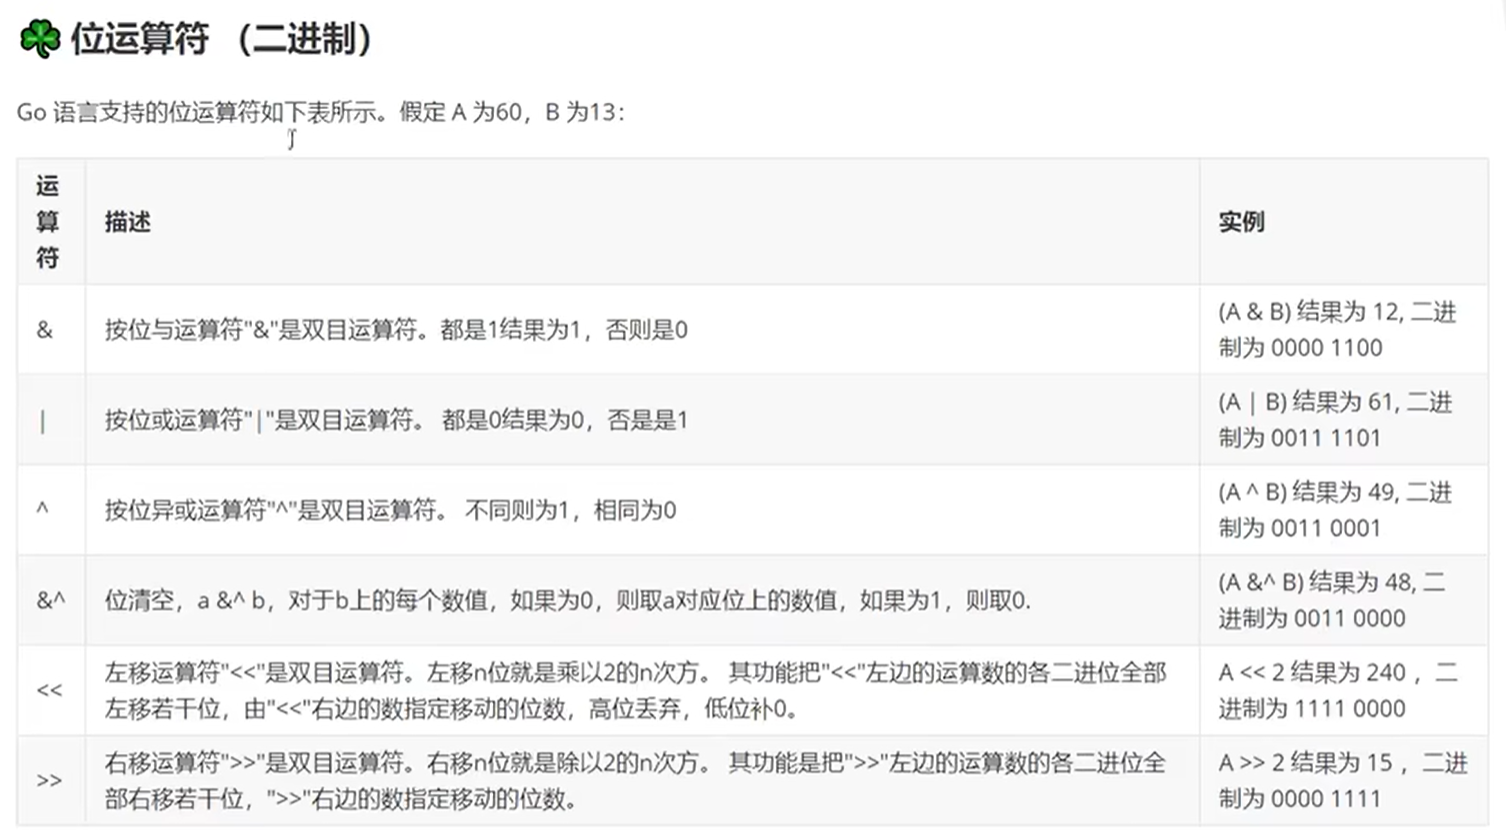 ☘️ 位运算符 （二进制）
Go 语言支持的位运算符如下表所示。假定 A 为60，B 为13：
运
算
符
描述
实例
&
按位与运算符"&"是双目运算符。都是1结果为1，否则是0
(A & B) 结果为 12, 二进
制为 0000 1100
|
按位或运算符"|"是双目运算符。 都是0结果为0，否是是1
(A | B) 结果为 61, 二进
制为 0011 1101
^
按位异或运算符"^"是双目运算符。 不同则为1，相同为0
(A ^ B) 结果为 49, 二进
制为 0011 0001
&^
位清空，a &^ b，对于b上的每个数值，如果为0，则取a对应位上的数值，如果为1，则取0.
(A &^ B) 结果为 48, 二
进制为 0011 0000
<<
左移运算符"<<"是双目运算符。左移n位就是乘以2的n次方。 其功能把"<<"左边的运算数的各二进位全部
左移若干位，由"<<"右边的数指定移动的位数，高位丢弃，低位补0。
A << 2 结果为 240 ，二
进制为 1111 0000
>>
右移运算符">>"是双目运算符。右移n位就是除以2的n次方。 其功能是把">>"左边的运算数的各二进位全
部右移若干位，">>"右边的数指定移动的位数。
A >> 2 结果为 15 ，二进
制为 0000 1111